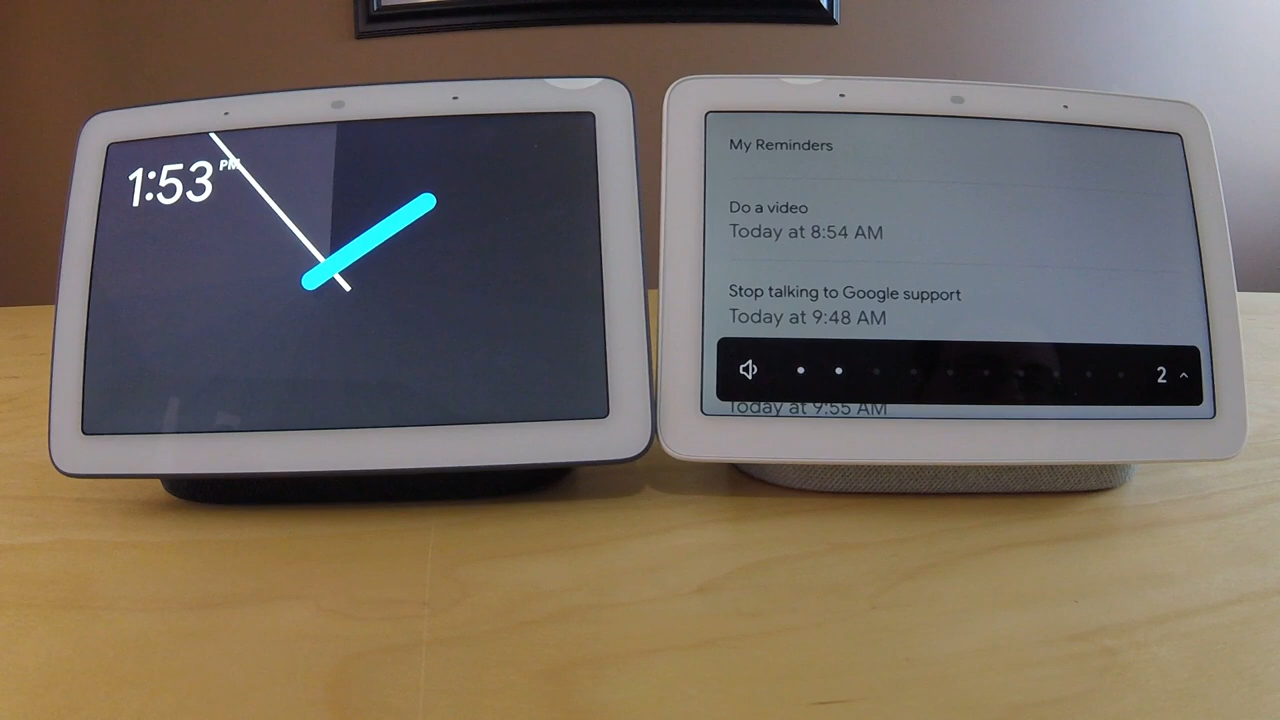 1:53 PM
My Reminders
Do a video
Today at 8:54 AM
Stop talking to Google support
Today at 9:48 AM
2
Today at 9:55 AM